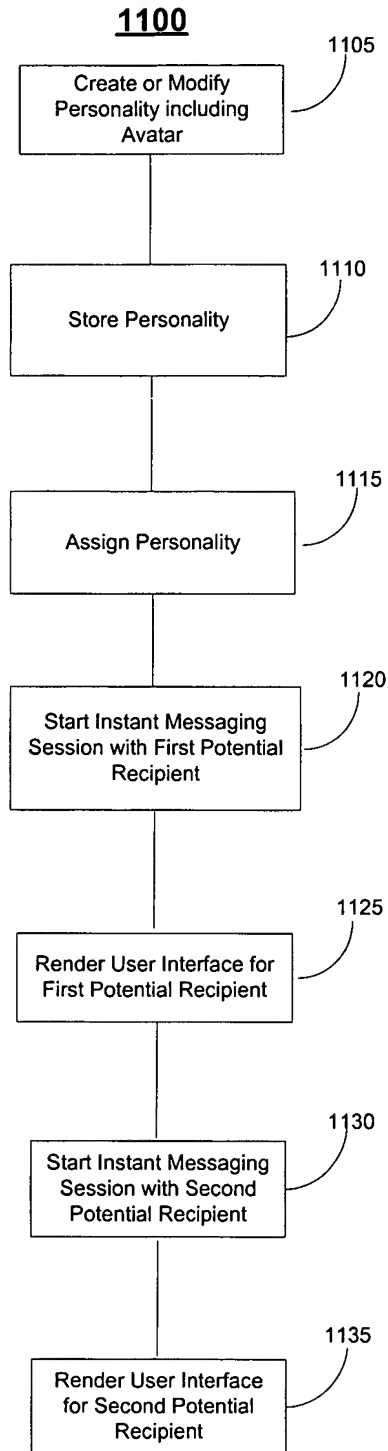 1100
1105
Create or Modify
Personality including
Avatar
1110
Store Personality
1115
Assign Personality
1120
Start Instant Messaging
Session with First Potential
Recipient
1125
Render User Interface for
First Potential Recipient
1130
Start Instant Messaging
Session with Second
Potential Recipient
1135
Render User Interface
for Second Potential
Recipient